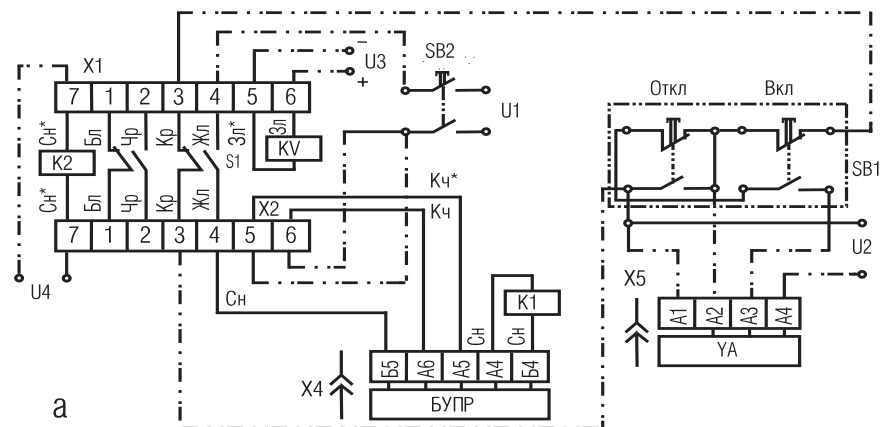 X1
7 1 2 3 4 5 6
Сн* Бл Чр Кр Жл Зл* Зл
K2
S1
KV
Сн* Бл Чр Кр Жл
X2
7 1 2 3 4 5 6
U4
Сн
Кч*
Кч
−
U3
+
SB2
U1
Откл Вкл
SB1
U2
X5
A1 A2 A3 A4
YA
K1
Сн Сн
X4
Б5 А6 А5 А4 Б4
БУПР
а